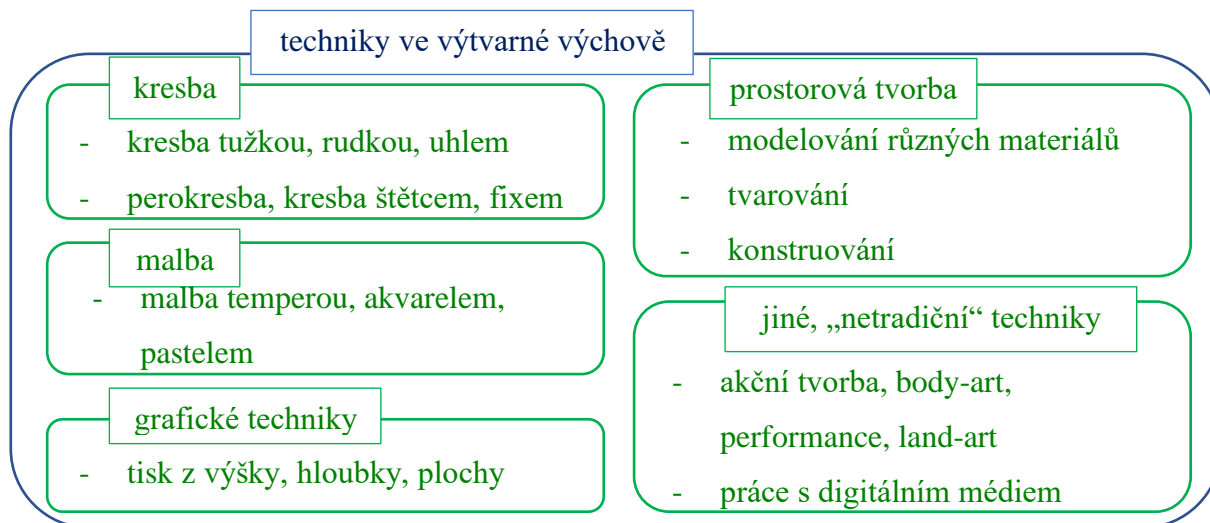 techniky ve výtvarné výchově
kresba
- kresba tužkou, rudkou, uhlem
- perokresba, kresba štětcem, fixem
malba
- malba temperou, akvarelem,
pastelem
grafické techniky
- tisk z výšky, hloubky, plochy
prostorová tvorba
- modelování různých materiálů
- tvarování
- konstruování
jiné, „netradiční“ techniky
- akční tvorba, body-art,
performance, land-art
- práce s digitálním médiem